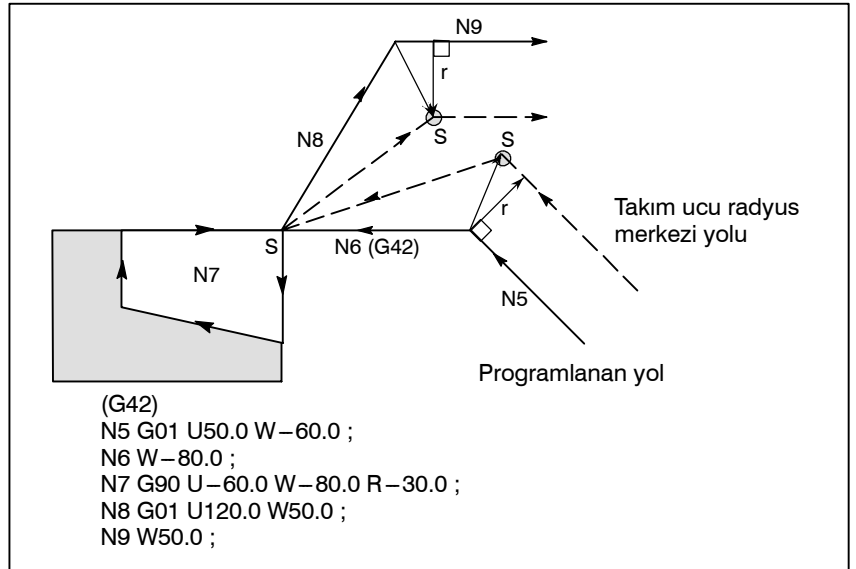 N9
r
N8
S
S
r
Takım ucu radyus
merkezi yolu
S
N6 (G42)
N7
N5
Programlanan yol
(G42)
N5 G01 U50.0 W−60.0 ;
N6 W−80.0 ;
N7 G90 U−60.0 W−80.0 R−30.0 ;
N8 G01 U120.0 W50.0 ;
N9 W50.0 ;